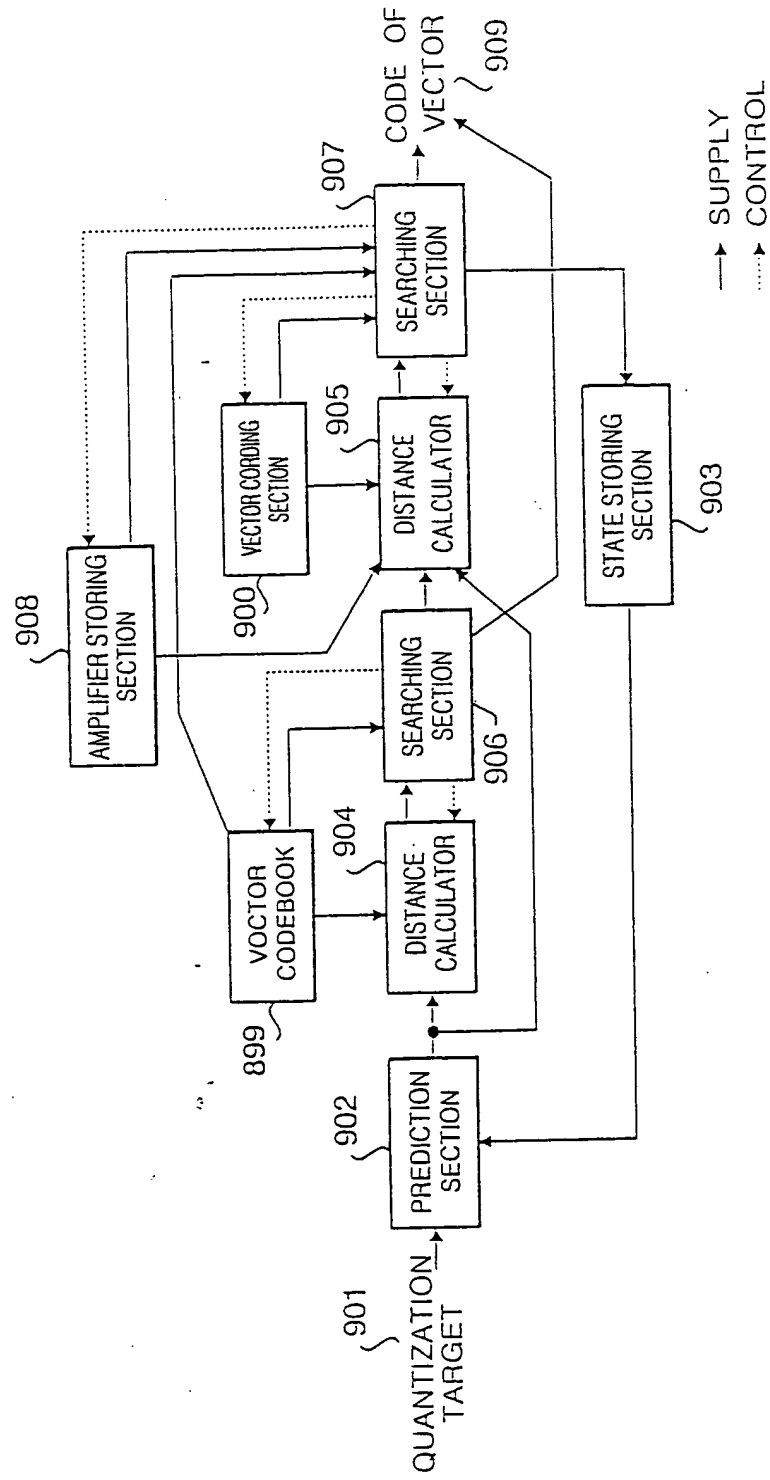 908
AMPLIFIER STORING
SECTION
VOCTOR
CODEBOOK
899
VECTOR CORDING
SECTION
900
901
QUANTIZATION
TARGET
902
PREDICTION
SECTION
904
DISTANCE
CALCULATOR
SEARCHING
SECTION
906
905
DISTANCE
CALCULATOR
907
SEARCHING
SECTION
CODE OF
VECTOR
909
STATE STORING
SECTION
903
SUPPLY
CONTROL